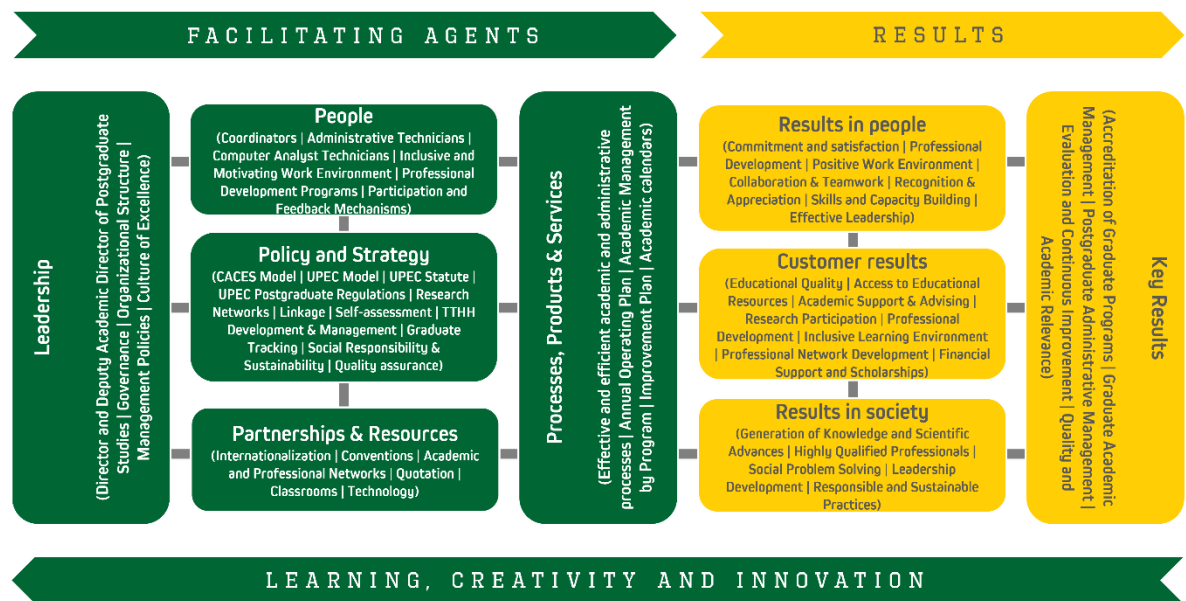 FACILITATING AGENTS
RESULTS
Leadership
(Director and Deputy Academic Director of Postgraduate
Studies | Governance | Organizational Structure |
Management Policies | Culture of Excellence)
People
(Coordinators | Administrative Technicians |
Computer Analyst Technicians | Inclusive and
Motivating Work Environment | Professional
Development Programs | Participation and
Feedback Mechanisms)
Policy and Strategy
(CACES Model | UPEC Model | UPEC Statute |
UPEC Postgraduate Regulations | Research
Networks | Linkage | Self-assessment | TTHH
Development & Management | Graduate
Tracking | Social Responsibility &
Sustainability | Quality assurance)
Partnerships & Resources
(Internationalization | Conventions | Academic
and Professional Networks | Quotation |
Classrooms | Technology)
Processes, Products & Services
(Effective and efficient academic and administrative
processes | Annual Operating Plan | Academic Management
by Program | Improvement Plan | Academic calendars)
Results in people
(Commitment and satisfaction | Professional
Development | Positive Work Environment |
Collaboration & Teamwork | Recognition &
Appreciation | Skills and Capacity Building |
Effective Leadership)
Customer results
(Educational Quality | Access to Educational
Resources | Academic Support & Advising |
Research Participation | Professional
Development | Inclusive Learning Environment
| Professional Network Development | Financial
Support and Scholarships)
Results in society
(Generation of Knowledge and Scientific
Advances | Highly Qualified Professionals |
Social Problem Solving | Leadership
Development | Responsible and Sustainable
Practices)
Key Results
(Accreditation of Graduate Programs | Graduate Academic
Management | Postgraduate Administrative Management |
Evaluation and Continuous Improvement | Quality and
Academic Relevance)
LEARNING, CREATIVITY AND INNOVATION